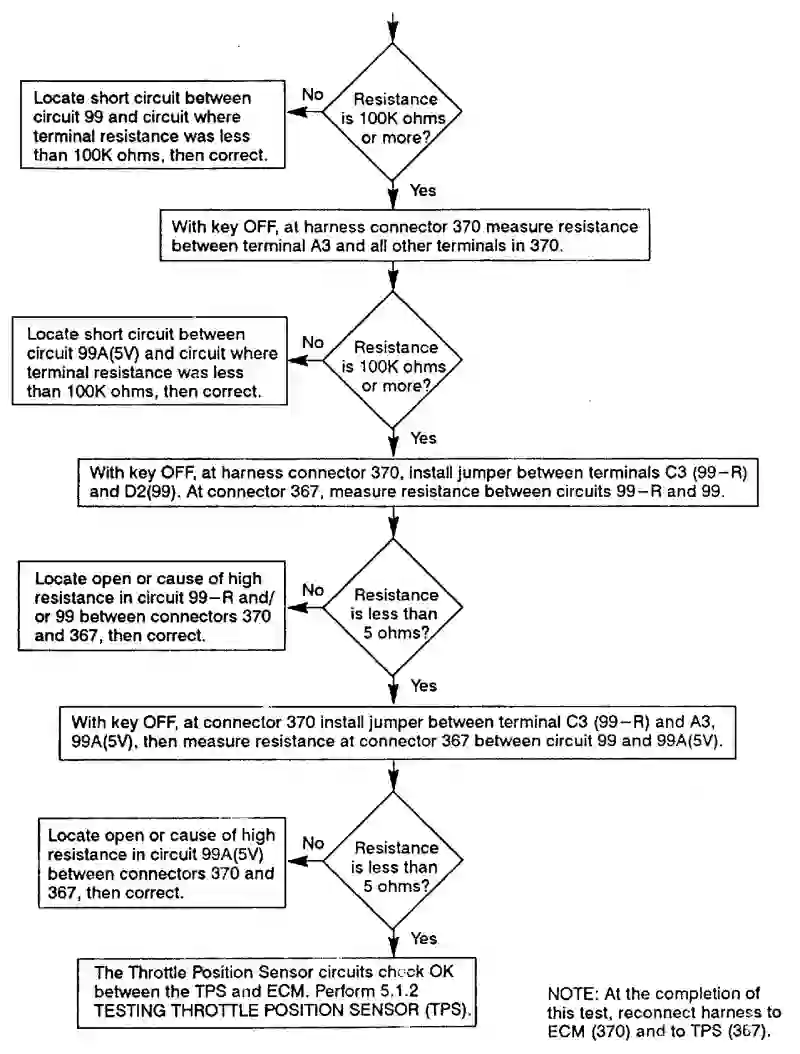 Resistance
is 100K ohms
or more?
No
Locate short circuit between
circuit 99 and circuit where
terminal resistance was less
than 100K ohms, then correct.
Yes
With key OFF, at harness connector 370 measure resistance
between terminal A3 and all other terminals in 370.
Resistance
is 100K ohms
or more?
No
Locate short circuit between
circuit 99A(5V) and circuit where
terminal resistance was less
than 100K ohms, then correct.
Yes
With key OFF, at harness connector 370, install jumper between terminals C3 (99-R)
and D2(99). At connector 367, measure resistance between circuits 99-R and 99.
Resistance
is less than
5 ohms?
No
Locate open or cause of high
resistance in circuit 99-R and/
or 99 between connectors 370
and 367, then correct.
Yes
With key OFF, at connector 370 install jumper between terminal C3 (99-R) and A3,
99A(5V), then measure resistance at connector 367 between circuit 99 and 99A(5V).
Resistance
is less than
5 ohms?
No
Locate open or cause of high
resistance in circuit 99A(5V)
between connectors 370 and
367, then correct.
Yes
The Throttle Position Sensor circuits check OK
between the TPS and ECM. Perform 5.1.2
TESTING THROTTLE POSITION SENSOR (TPS).
NOTE: At the completion of
this test, reconnect harness to
ECM (370) and to TPS (367).